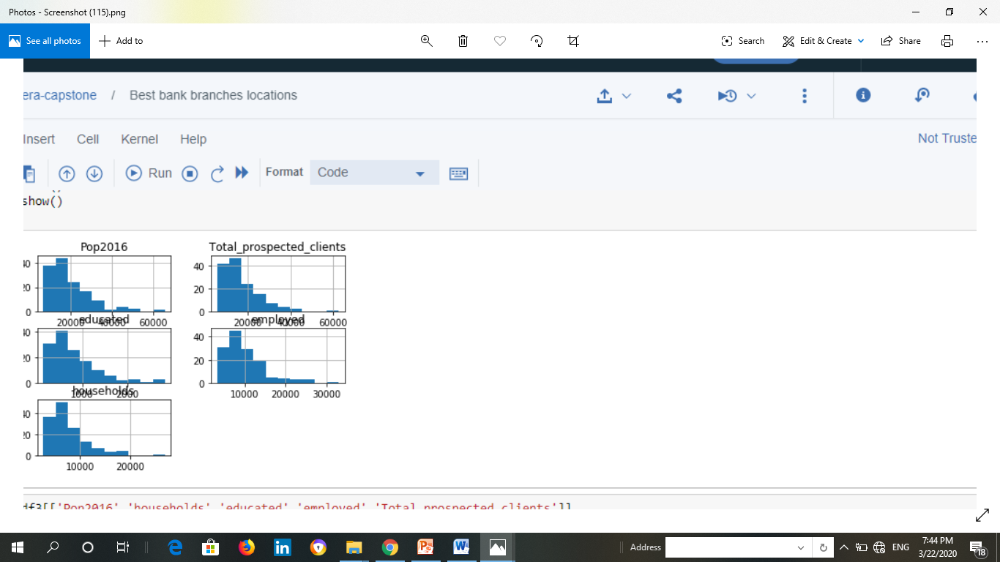 Photos - Screenshot (115).png
See all photos
Add to
Search
Edit & Create
Share
era-capstone / Best bank branches locations
Insert Cell Kernel Help
Not Truste
Run
Format
Code
show()
Pop2016
Total_prospected_clients
40
20
0
20000 40000 60000
40
20
0
20000 40000 60000
educated
employed
40
20
0
1000 2000
40
20
0
10000 20000 30000
households
40
20
0
10000 20000
df3[['Pop2016' 'households' 'educated' 'employed' 'Total_prospected_clients']]
Address
ENG
7:44 PM
3/22/2020
18